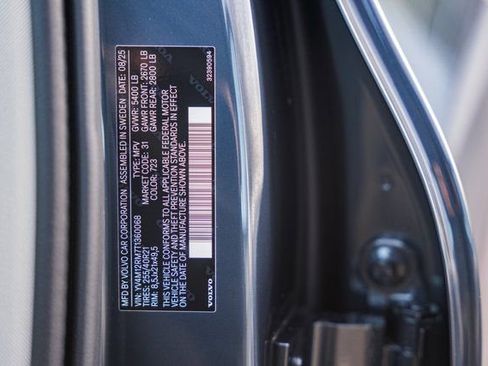 MFD. BY VOLVO CAR CORPORATION. ASSEMBLED IN SWEDEN DATE: 08/25
VIN: YV4M12RM7T1360068 GVWR: 5400 LB
TIRES: 255/40R21 TYPE: MPV GAWR FRONT: 2670 LB
RIM: 8,5Jx21x49,5 MARKET CODE: 31 GAWR REAR: 2800 LB
COLOR: 723
THIS VEHICLE CONFORMS TO ALL APPLICABLE FEDERAL MOTOR
VEHICLE SAFETY AND THEFT PREVENTION STANDARDS IN EFFECT
ON THE DATE OF MANUFACTURE SHOWN ABOVE.
VOLVO
32390594